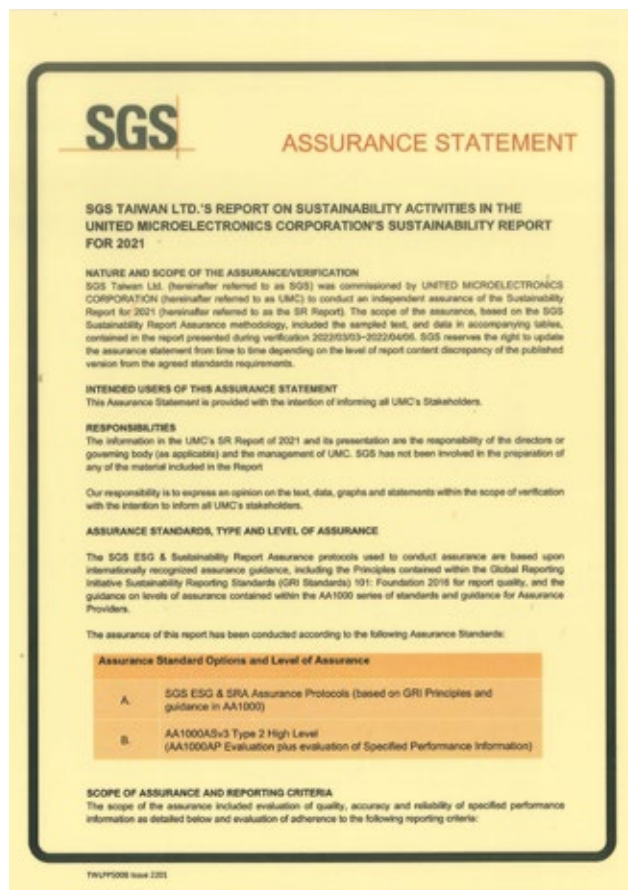 SGS
ASSURANCE STATEMENT
SGS TAIWAN LTD.'S REPORT ON SUSTAINABILITY ACTIVITIES IN THE
UNITED MICROELECTRONICS CORPORATION'S SUSTAINABILITY REPORT
FOR 2021
NATURE AND SCOPE OF THE ASSURANCE/VERIFICATION
SGS Taiwan Ltd. (hereinafter referred to as SGS) was commissioned by UNITED MICROELECTRONICS
CORPORATION (hereinafter referred to as UMC) to conduct an independent assurance of the Sustainability
Report for 2021 (hereinafter referred to as the SR Report). The scope of the assurance, based on the SGS
Sustainability Report Assurance methodology, included the sampled text, and data in accompanying tables,
contained in the report presented during verification 2022/03/03~2022/04/06. SGS reserves the right to update
the assurance statement from time to time depending on the level of report content discrepancy of the published
version from the agreed standards requirements.
INTENDED USERS OF THIS ASSURANCE STATEMENT
This Assurance Statement is provided with the intention of informing all UMC's Stakeholders.
RESPONSIBILITIES
The information in the UMC's SR Report of 2021 and its presentation are the responsibility of the directors or
governing body (as applicable) and the management of UMC. SGS has not been involved in the preparation of
any of the material included in the Report
Our responsibility is to express an opinion on the text, data, graphs and statements within the scope of verification
with the intention to inform all UMC's stakeholders.
ASSURANCE STANDARDS, TYPE AND LEVEL OF ASSURANCE
The SGS ESG & Sustainability Report Assurance protocols used to conduct assurance are based upon
internationally recognized assurance guidance, including the Principles contained within the Global Reporting
Initiative Sustainability Reporting Standards (GRI Standards) 101: Foundation 2016 for report quality, and the
guidance on levels of assurance contained within the AA1000 series of standards and guidance for Assurance
Providers.
The assurance of this report has been conducted according to the following Assurance Standards:
Assurance Standard Options and Level of Assurance
A. SGS ESG & SRA Assurance Protocols (based on GRI Principles and
guidance in AA1000)
B. AA1000ASv3 Type 2 High Level
(AA1000AP Evaluation plus evaluation of Specified Performance Information)
SCOPE OF ASSURANCE AND REPORTING CRITERIA
The scope of the assurance included evaluation of quality, accuracy and reliability of specified performance
information as detailed below and evaluation of adherence to the following reporting criteria:
TWLPP5008 Issue 2201